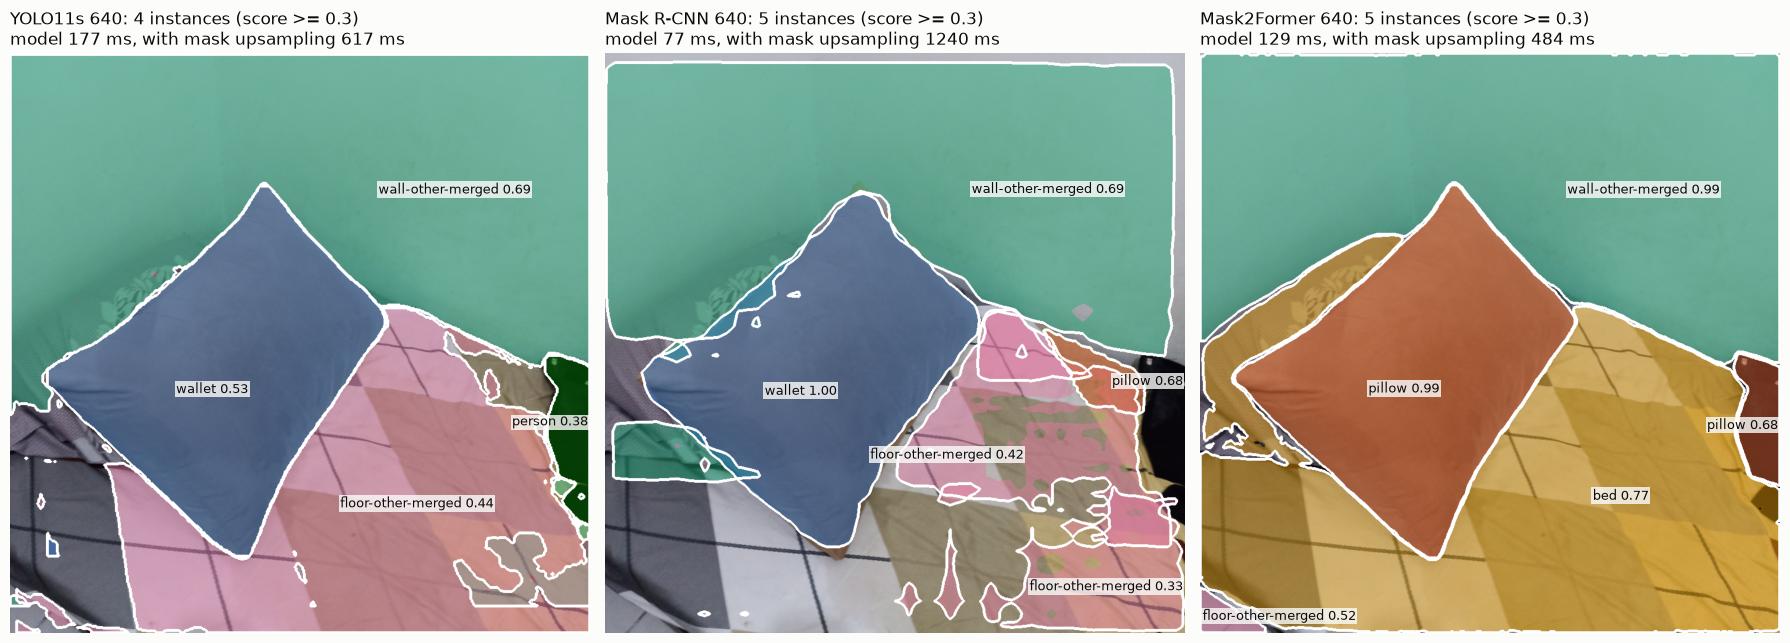 YOLO11s 640: 4 instances (score >= 0.3)
model 177 ms, with mask upsampling 617 ms
wall-other-merged 0.69
wallet 0.53
person 0.38
floor-other-merged 0.44
Mask R-CNN 640: 5 instances (score >= 0.3)
model 77 ms, with mask upsampling 1240 ms
wall-other-merged 0.69
pillow 0.68
wallet 1.00
floor-other-merged 0.42
floor-other-merged 0.33
Mask2Former 640: 5 instances (score >= 0.3)
model 129 ms, with mask upsampling 484 ms
wall-other-merged 0.99
pillow 0.99
pillow 0.68
bed 0.77
floor-other-merged 0.52